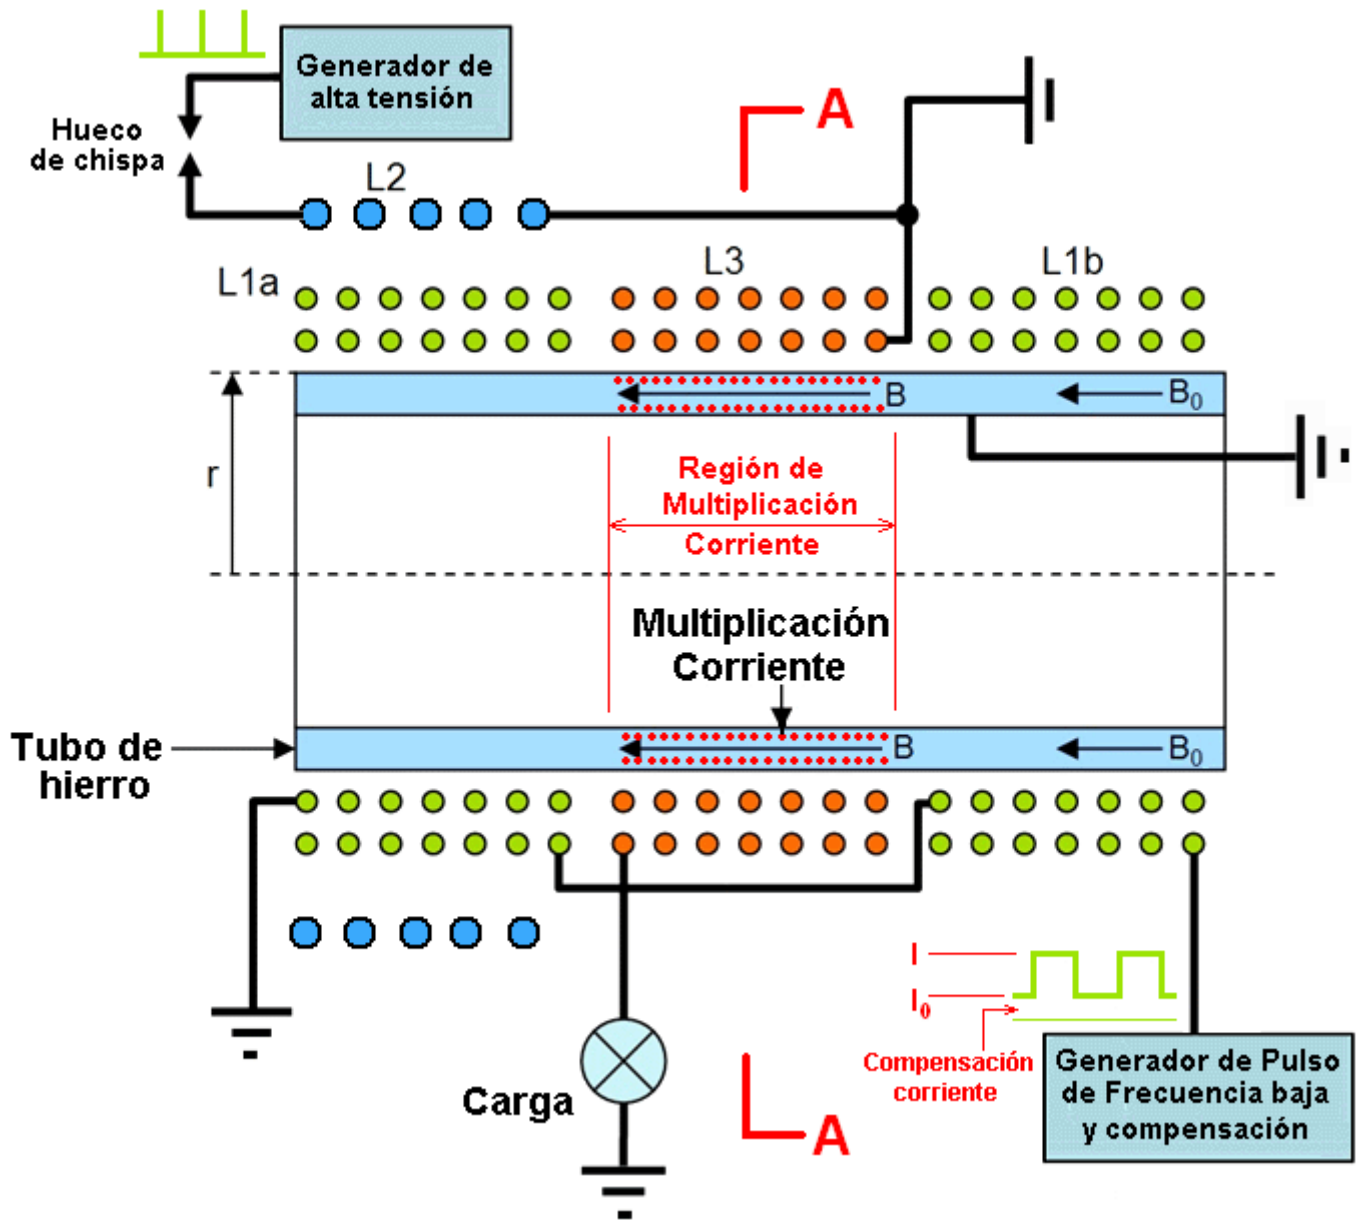 Generador de
alta tensión
Hueco
de chispa
A
L2
L1a
L3
L1b
B
B₀
r
Región de
Multiplicación
Corriente
Multiplicación
Corriente
Tubo de
hierro
B
B₀
I
I₀
Compensación
corriente
Generador de Pulso
de Frecuencia baja
y compensación
Carga
A